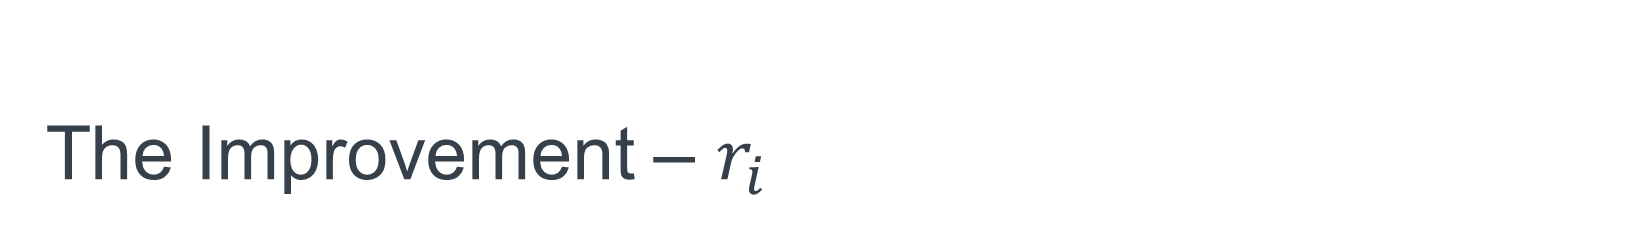 The Improvement – rᵢ